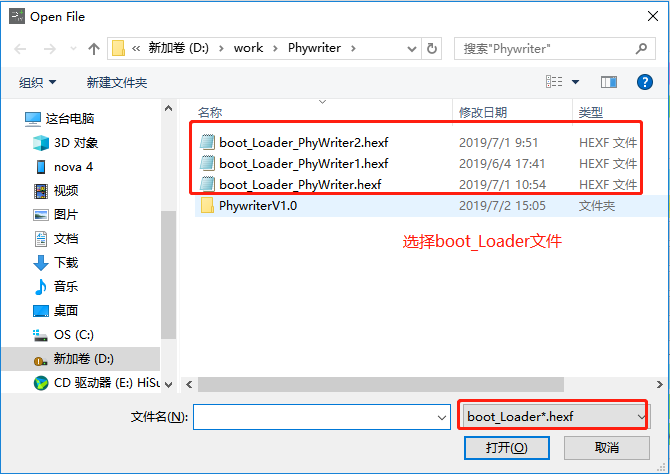 Open File
« 新加卷 (D:) › work › Phywriter ›
搜索"Phywriter"
组织
新建文件夹
名称 修改日期 类型
boot_Loader_PhyWriter2.hexf 2019/7/1 9:51 HEXF 文件
boot_Loader_PhyWriter1.hexf 2019/6/4 17:41 HEXF 文件
boot_Loader_PhyWriter.hexf 2019/7/1 10:54 HEXF 文件
PhywriterV1.0 2019/7/2 15:05 文件夹
选择boot_Loader文件
这台电脑
3D 对象
nova 4
视频
图片
文档
下载
音乐
桌面
OS (C:)
新加卷 (D:)
CD 驱动器 (E:) HiSu
文件名(N):
boot_Loader*.hexf
打开(O)
取消